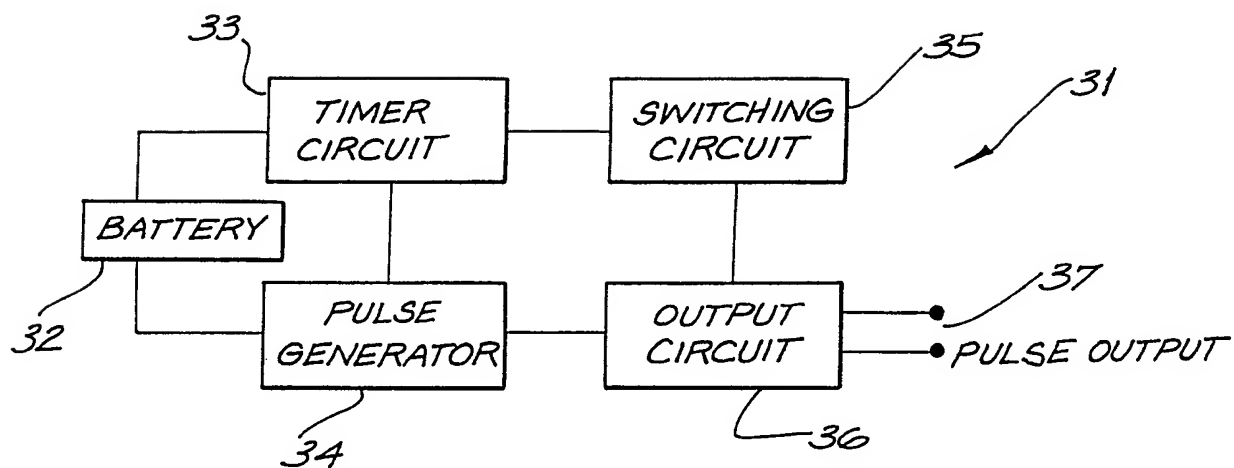 33
TIMER
CIRCUIT
35
SWITCHING
CIRCUIT
31
BATTERY
32
PULSE
GENERATOR
34
OUTPUT
CIRCUIT
36
37
PULSE OUTPUT